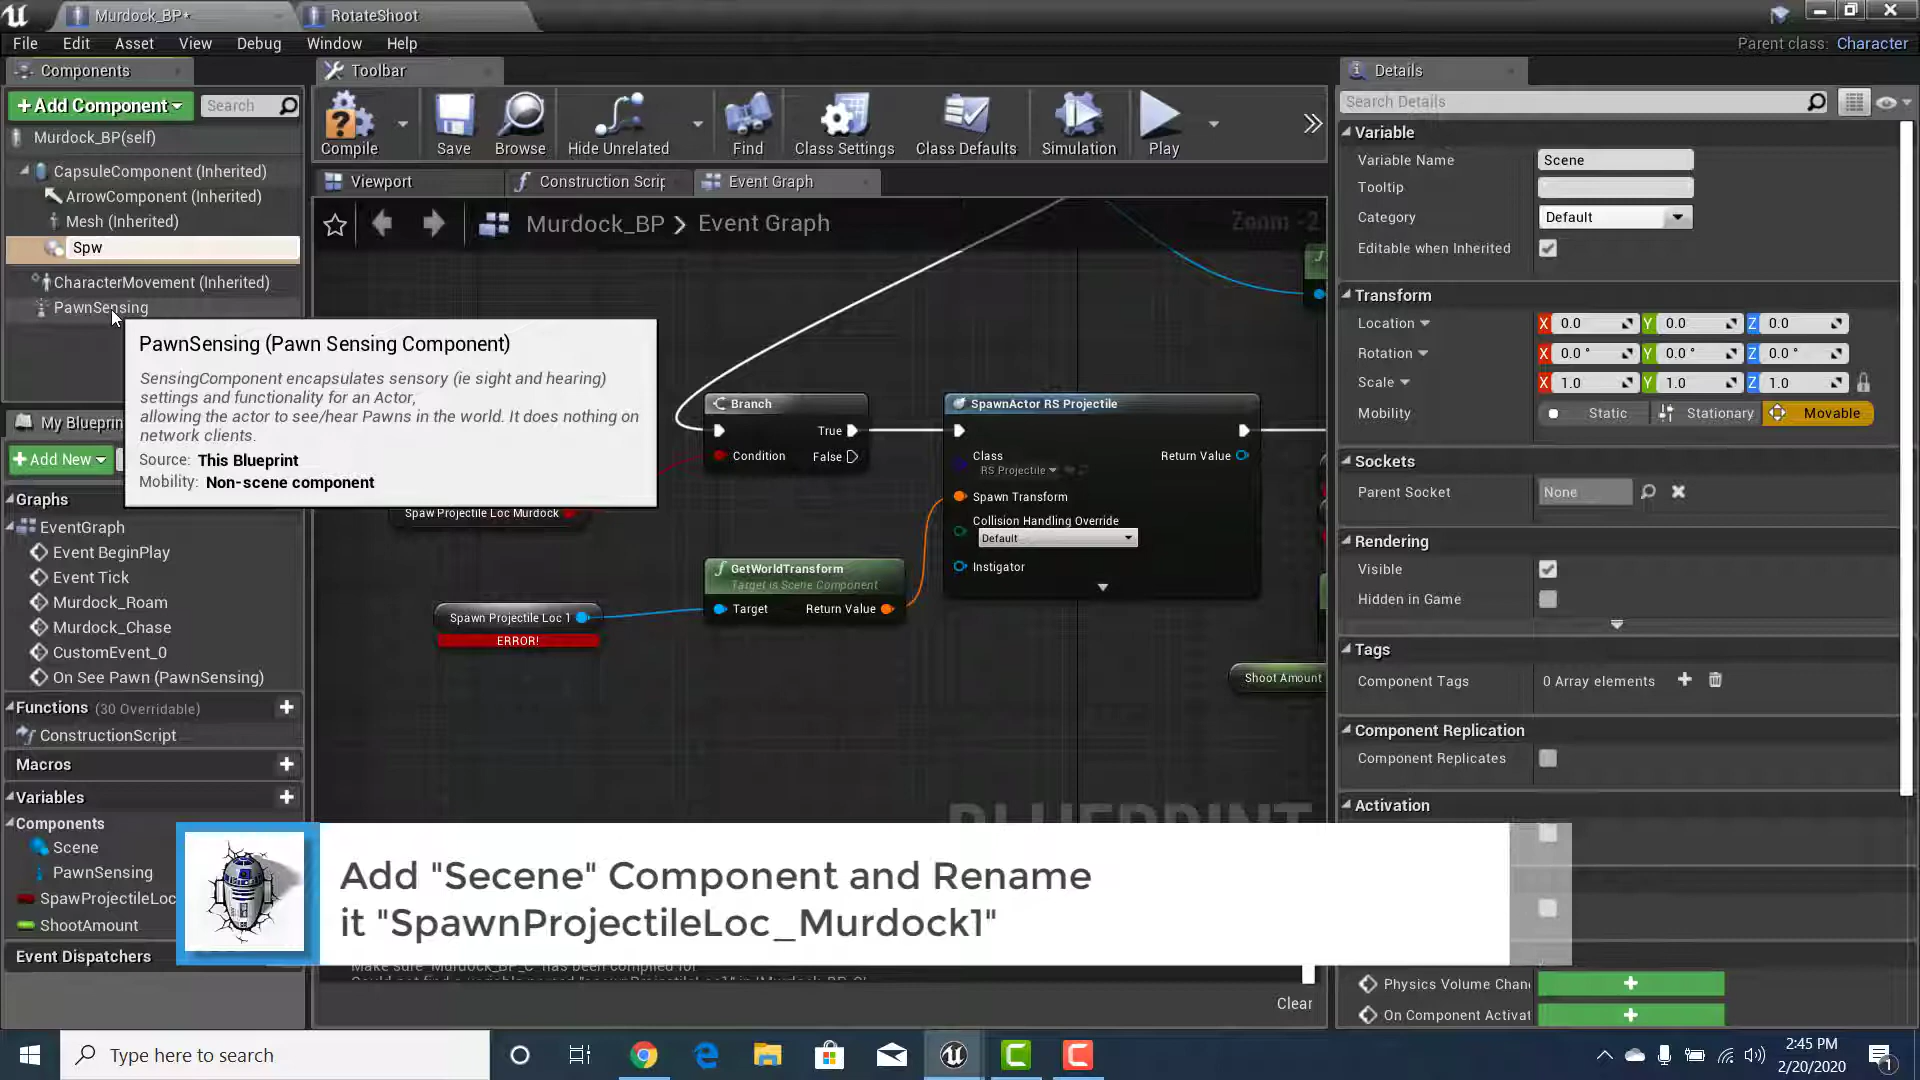 Murdock_BP*
RotateShoot
File
Edit
Asset
View
Debug
Window
Help
Parent class: Character
Components
Toolbar
Details
+Add Component
Search
Murdock_BP(self)
CapsuleComponent (Inherited)
ArrowComponent (Inherited)
Mesh (Inherited)
Spw
CharacterMovement (Inherited)
PawnSensing
Compile
Save
Browse
Hide Unrelated
Find
Class Settings
Class Defaults
Simulation
Play
Viewport
Construction Scrip
Event Graph
Murdock_BP > Event Graph
Zoom -2
PawnSensing (Pawn Sensing Component)
SensingComponent encapsulates sensory (ie sight and hearing)
settings and functionality for an Actor,
allowing the actor to see/hear Pawns in the world. It does nothing on
network clients.
Source: This Blueprint
Mobility: Non-scene component
My Blueprin
+Add New
Graphs
EventGraph
Event BeginPlay
Event Tick
Murdock_Roam
Murdock_Chase
CustomEvent_0
On See Pawn (PawnSensing)
Functions (30 Overridable)
ConstructionScript
Macros
Variables
Components
Scene
PawnSensing
SpawProjectileLoc
ShootAmount
Event Dispatchers
Branch
True
Condition
False
Spaw Projectile Loc Murdock
Spawn Projectile Loc 1
ERROR!
GetWorldTransform
Target is Scene Component
Target
Return Value
SpawnActor RS Projectile
Class
RS Projectile
Return Value
Spawn Transform
Collision Handling Override
Default
Instigator
Shoot Amount
BLUEPRINT
Clear
Search Details
Variable
Variable Name
Scene
Tooltip
Category
Default
Editable when Inherited
Transform
Location
X 0.0 Y 0.0 Z 0.0
Rotation
X 0.0 ° Y 0.0 ° Z 0.0 °
Scale
X 1.0 Y 1.0 Z 1.0
Mobility
Static
Stationary
Movable
Sockets
Parent Socket
None
Rendering
Visible
Hidden in Game
Tags
Component Tags
0 Array elements
Component Replication
Component Replicates
Activation
Physics Volume Chan
On Component Activat
Add "Secene" Component and Rename
it "SpawnProjectileLoc_Murdock1"
Type here to search
2:45 PM
2/20/2020
1